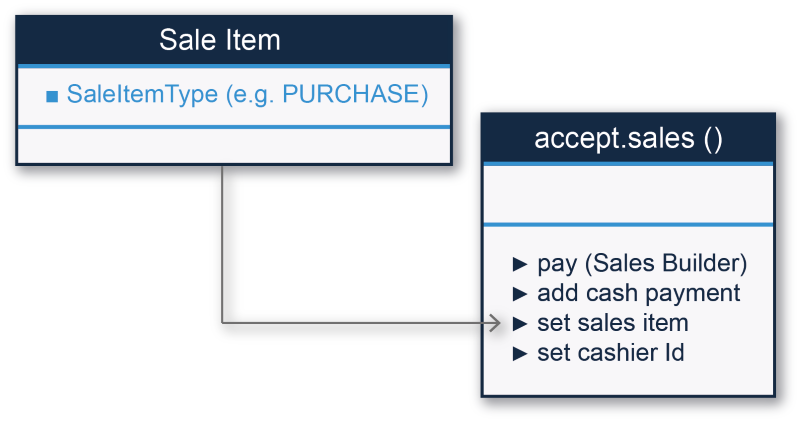 Sale Item
■ SaleItemType (e.g. PURCHASE)
accept.sales ()
► pay (Sales Builder)
► add cash payment
► set sales item
► set cashier Id